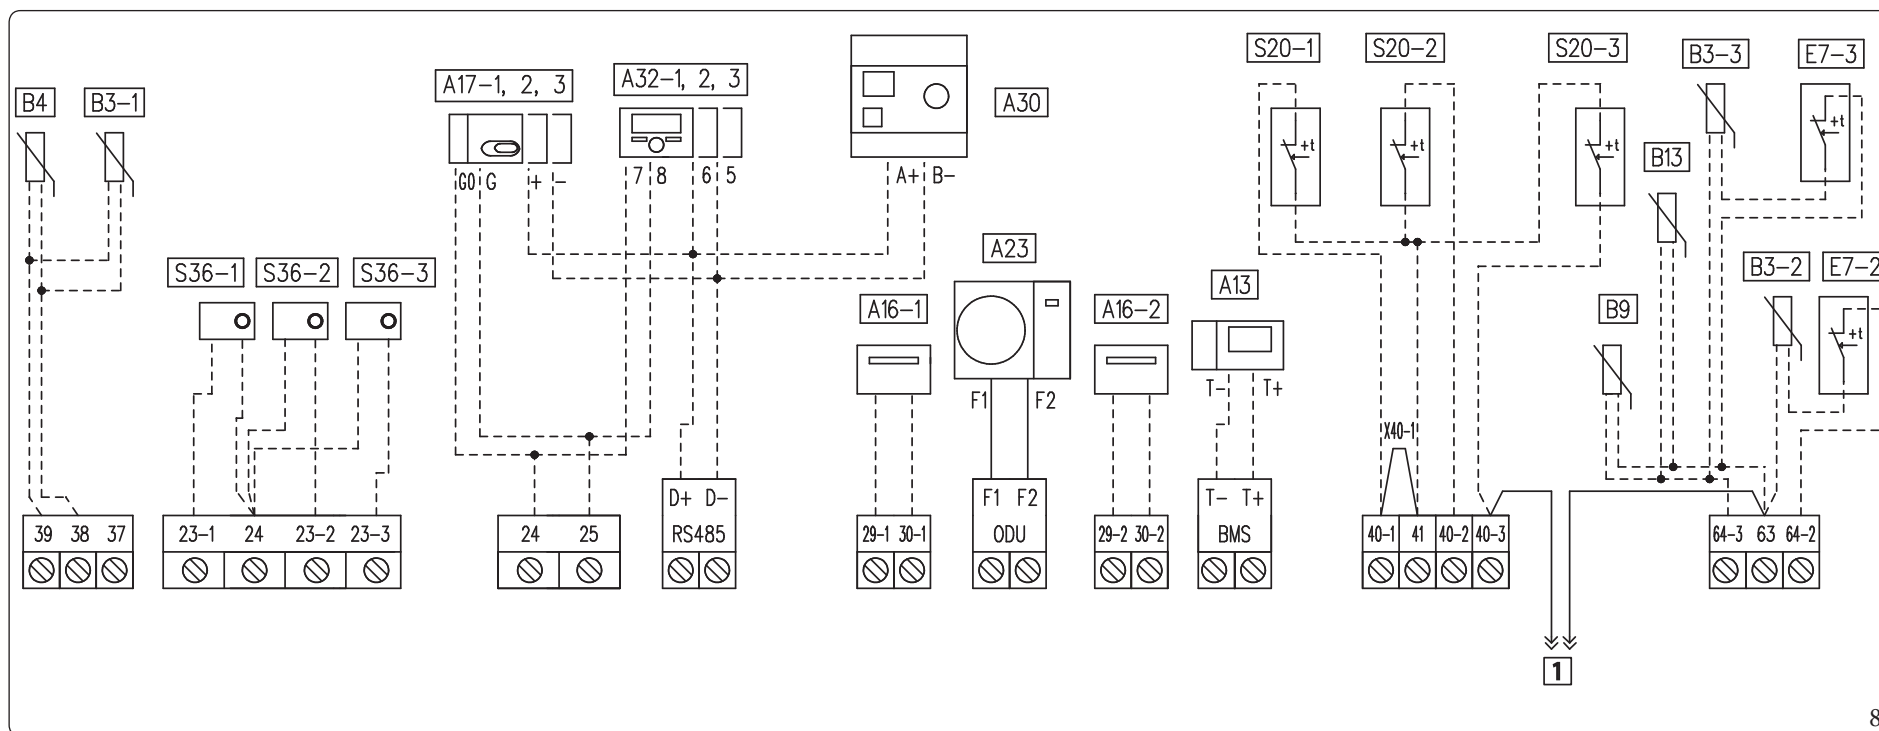 S20-1 S20-2 S20-3 B3-3 E7-3
A17-1, 2, 3 A32-1, 2, 3
B4 B3-1 A30
+t +t +t +t
B13
G0 G + - 7 8 6 5 A+ B-
A23
S36-1 S36-2 S36-3 A13 B3-2 E7-2
A16-1 A16-2 B9
+t
T- T+
F1 F2
X40-1
D+ D- F1 F2 T- T+
39 38 37 23-1 24 23-2 23-3 24 25 RS485 29-1 30-1 ODU 29-2 30-2 BMS 40-1 41 40-2 40-3 64-3 63 64-2
1
8